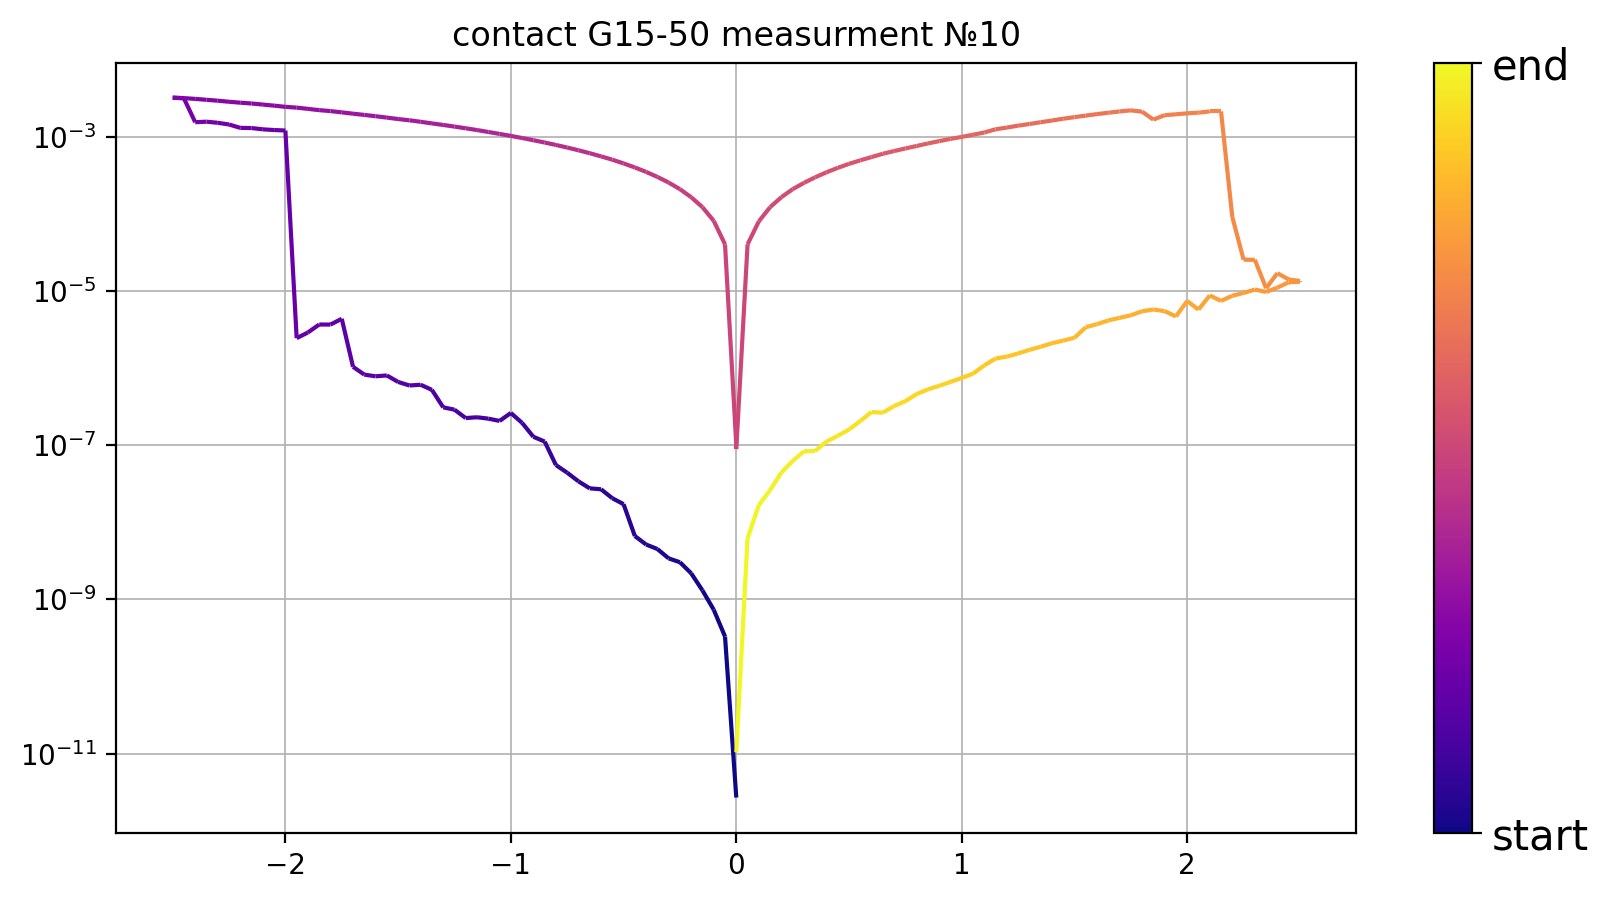 contact G15-50 measurment №10
10⁻³
10⁻⁵
10⁻⁷
10⁻⁹
10⁻¹¹
−2 −1 0 1 2
end
start